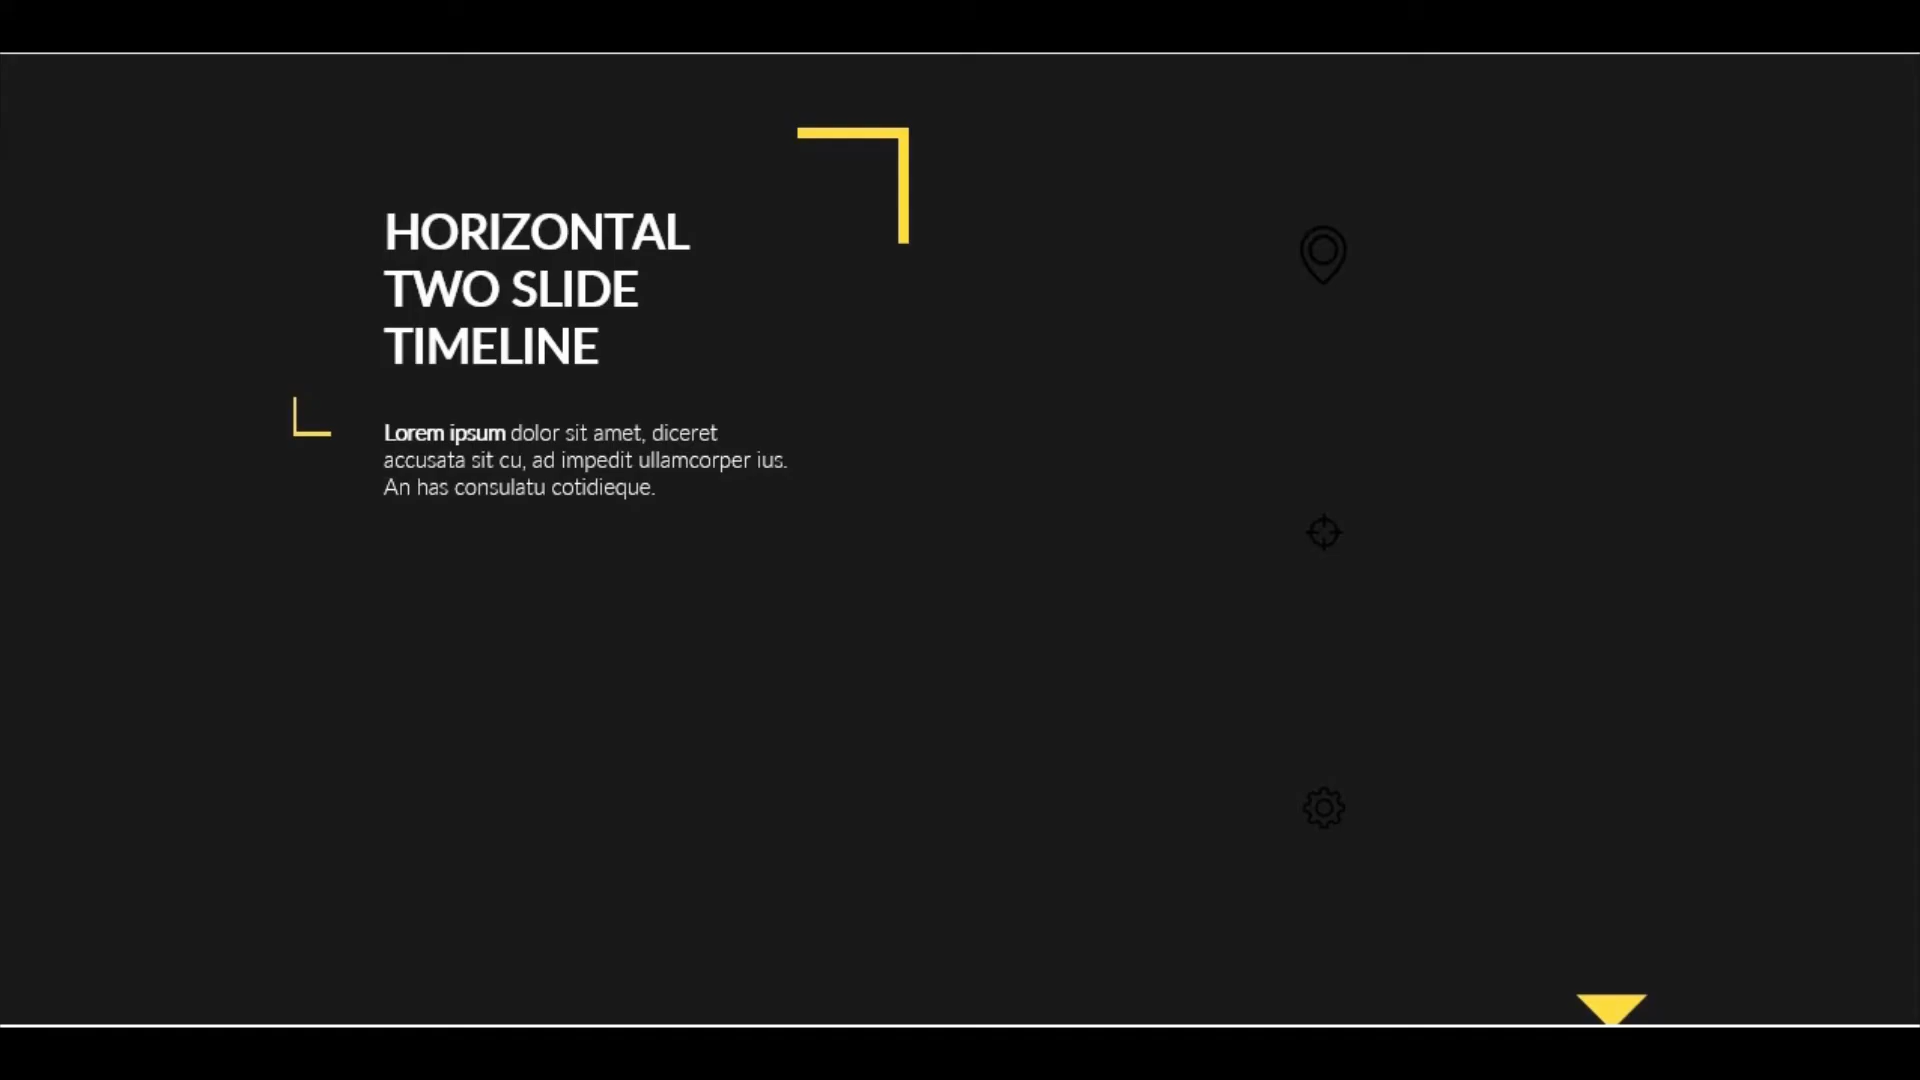 HORIZONTAL
TWO SLIDE
TIMELINE
Lorem ipsum dolor sit amet, diceret
accusata sit cu, ad impedit ullamcorper ius.
An has consulatu cotidieque.